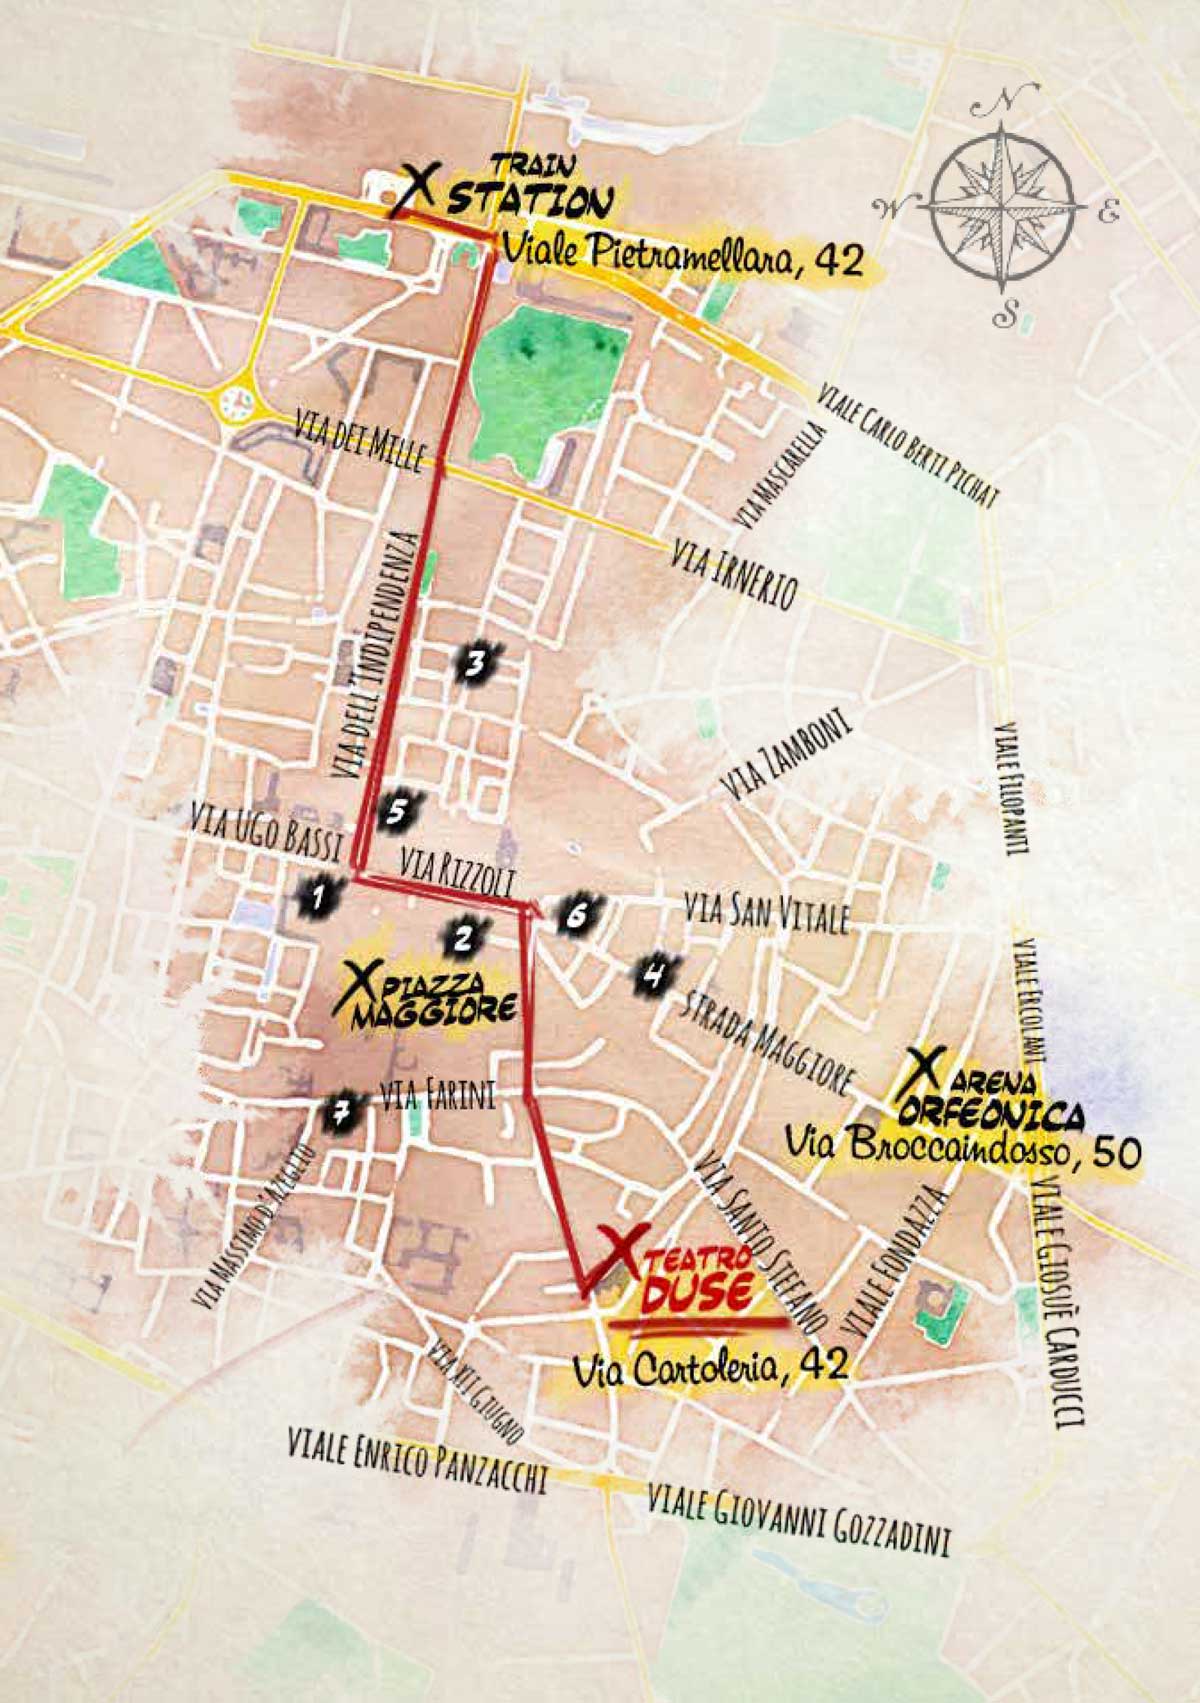 N
W
E
S
X TRAIN
STATION
Viale Pietramellara, 42
VIALE CARLO BERTI PICHAT
VIA MASCARELLA
VIA DEI MILLE
VIA IRNERIO
VIA DELL'INDIPENDENZA
3
VIA ZAMBONI
VIALE FILOPANTI
5
VIA UGO BASSI
VIA RIZZOLI
1
6
VIA SAN VITALE
2
4
X PIAZZA
MAGGIORE
STRADA MAGGIORE
VIALE ERCOLANI
X ARENA
ORFEONICA
Via Broccaindosso, 50
7
VIA FARINI
VIA MASSIMO D'AZEGLIO
VIA SANTO STEFANO
VIALE FONDAZZA
VIALE GIOSUÈ CARDUCCI
X TEATRO
DUSE
Via Cartoleria, 42
VIA XII GIUGNO
VIALE ENRICO PANZACCHI
VIALE GIOVANNI GOZZADINI